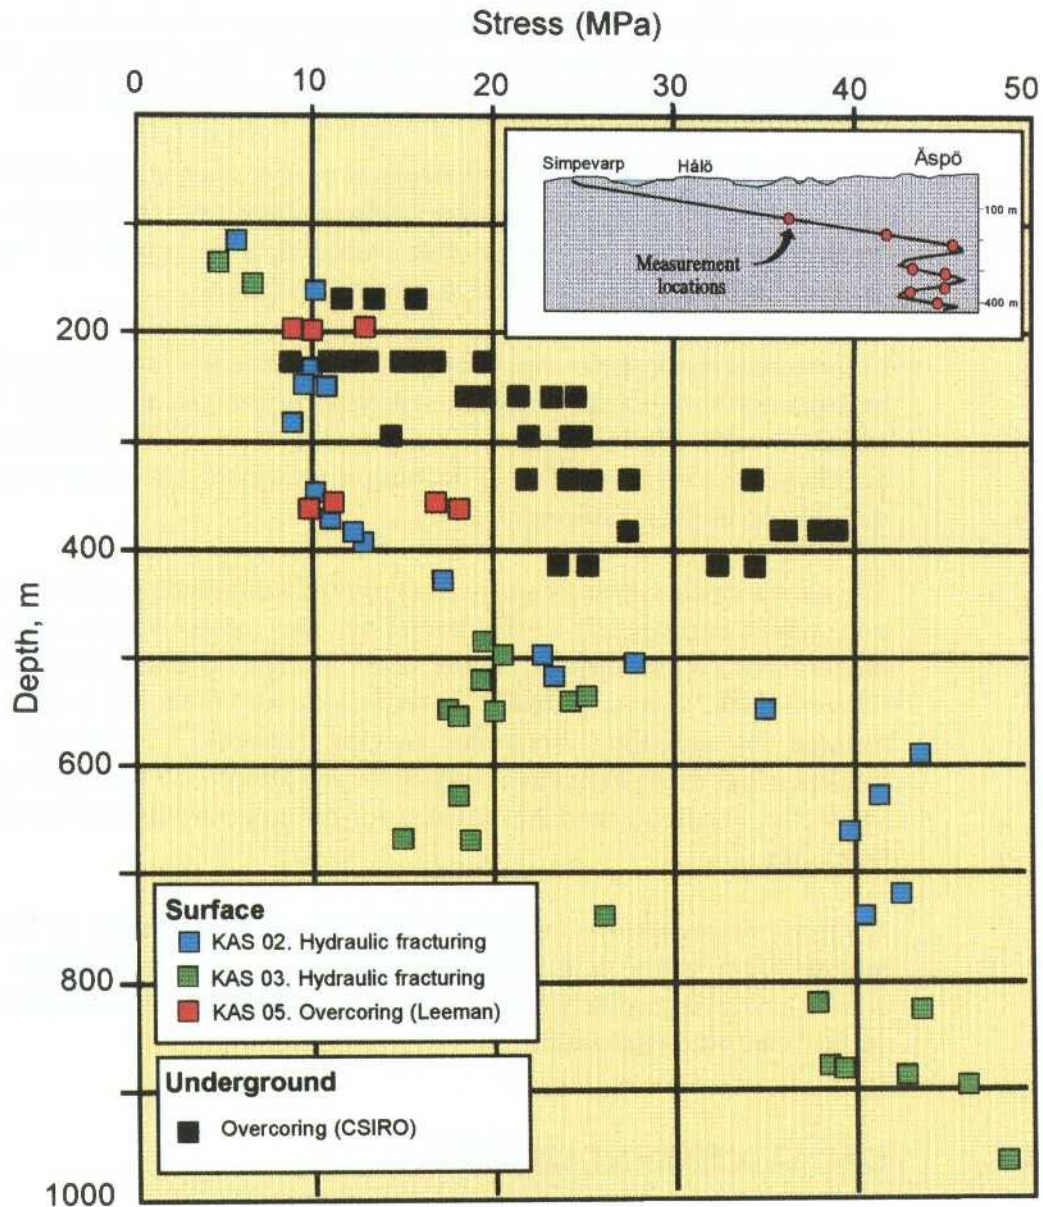 Stress (MPa)
0 10 20 30 40 50
Simpevarp Hålö Äspö
100 m
Measurement
locations
400 m
200
400
Depth, m
600
800
1000
Surface
KAS 02. Hydraulic fracturing
KAS 03. Hydraulic fracturing
KAS 05. Overcoring (Leeman)
Underground
Overcoring (CSIRO)